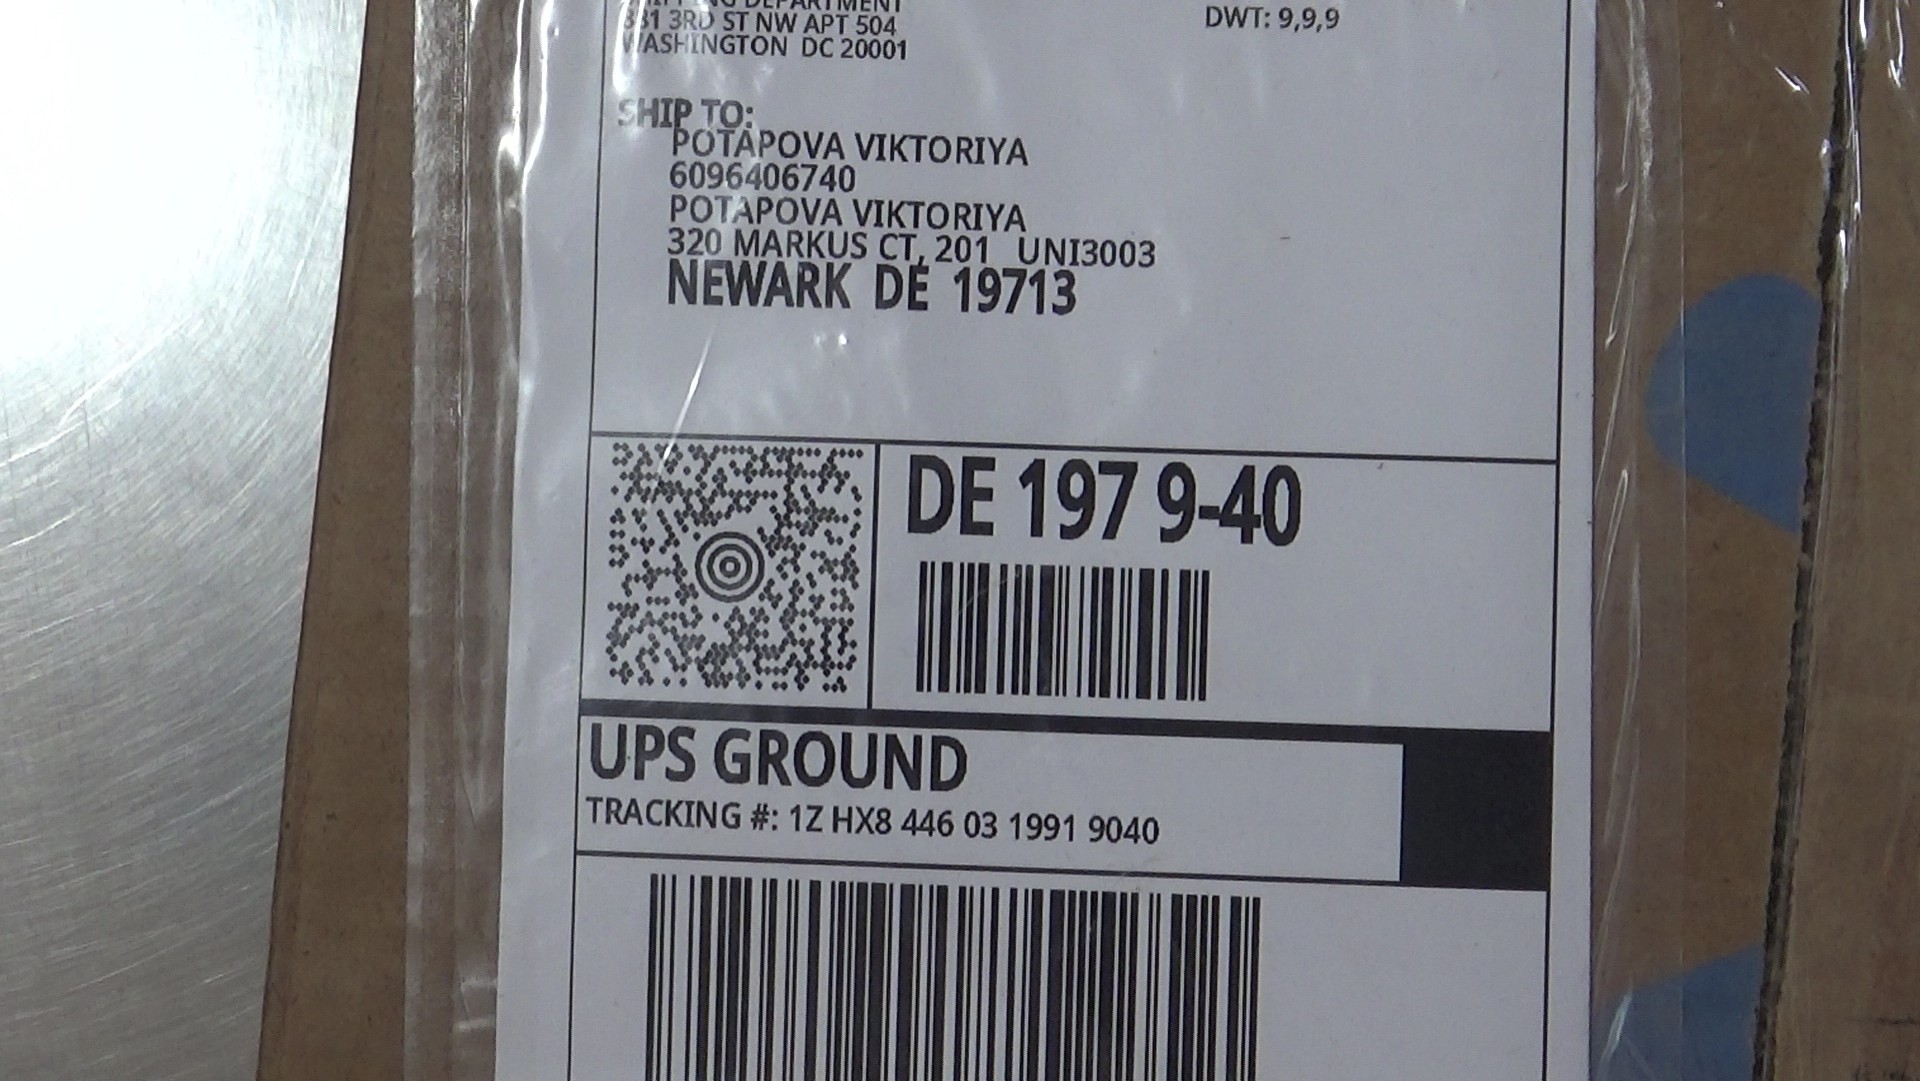 SHIPPING DEPARTMENT
331 3RD ST NW APT 504
WASHINGTON DC 20001
DWT: 9,9,9
SHIP TO:
POTAPOVA VIKTORIYA
6096406740
POTAPOVA VIKTORIYA
320 MARKUS CT, 201 UNI3003
NEWARK DE 19713
DE 197 9-40
UPS GROUND
TRACKING #: 1Z HX8 446 03 1991 9040